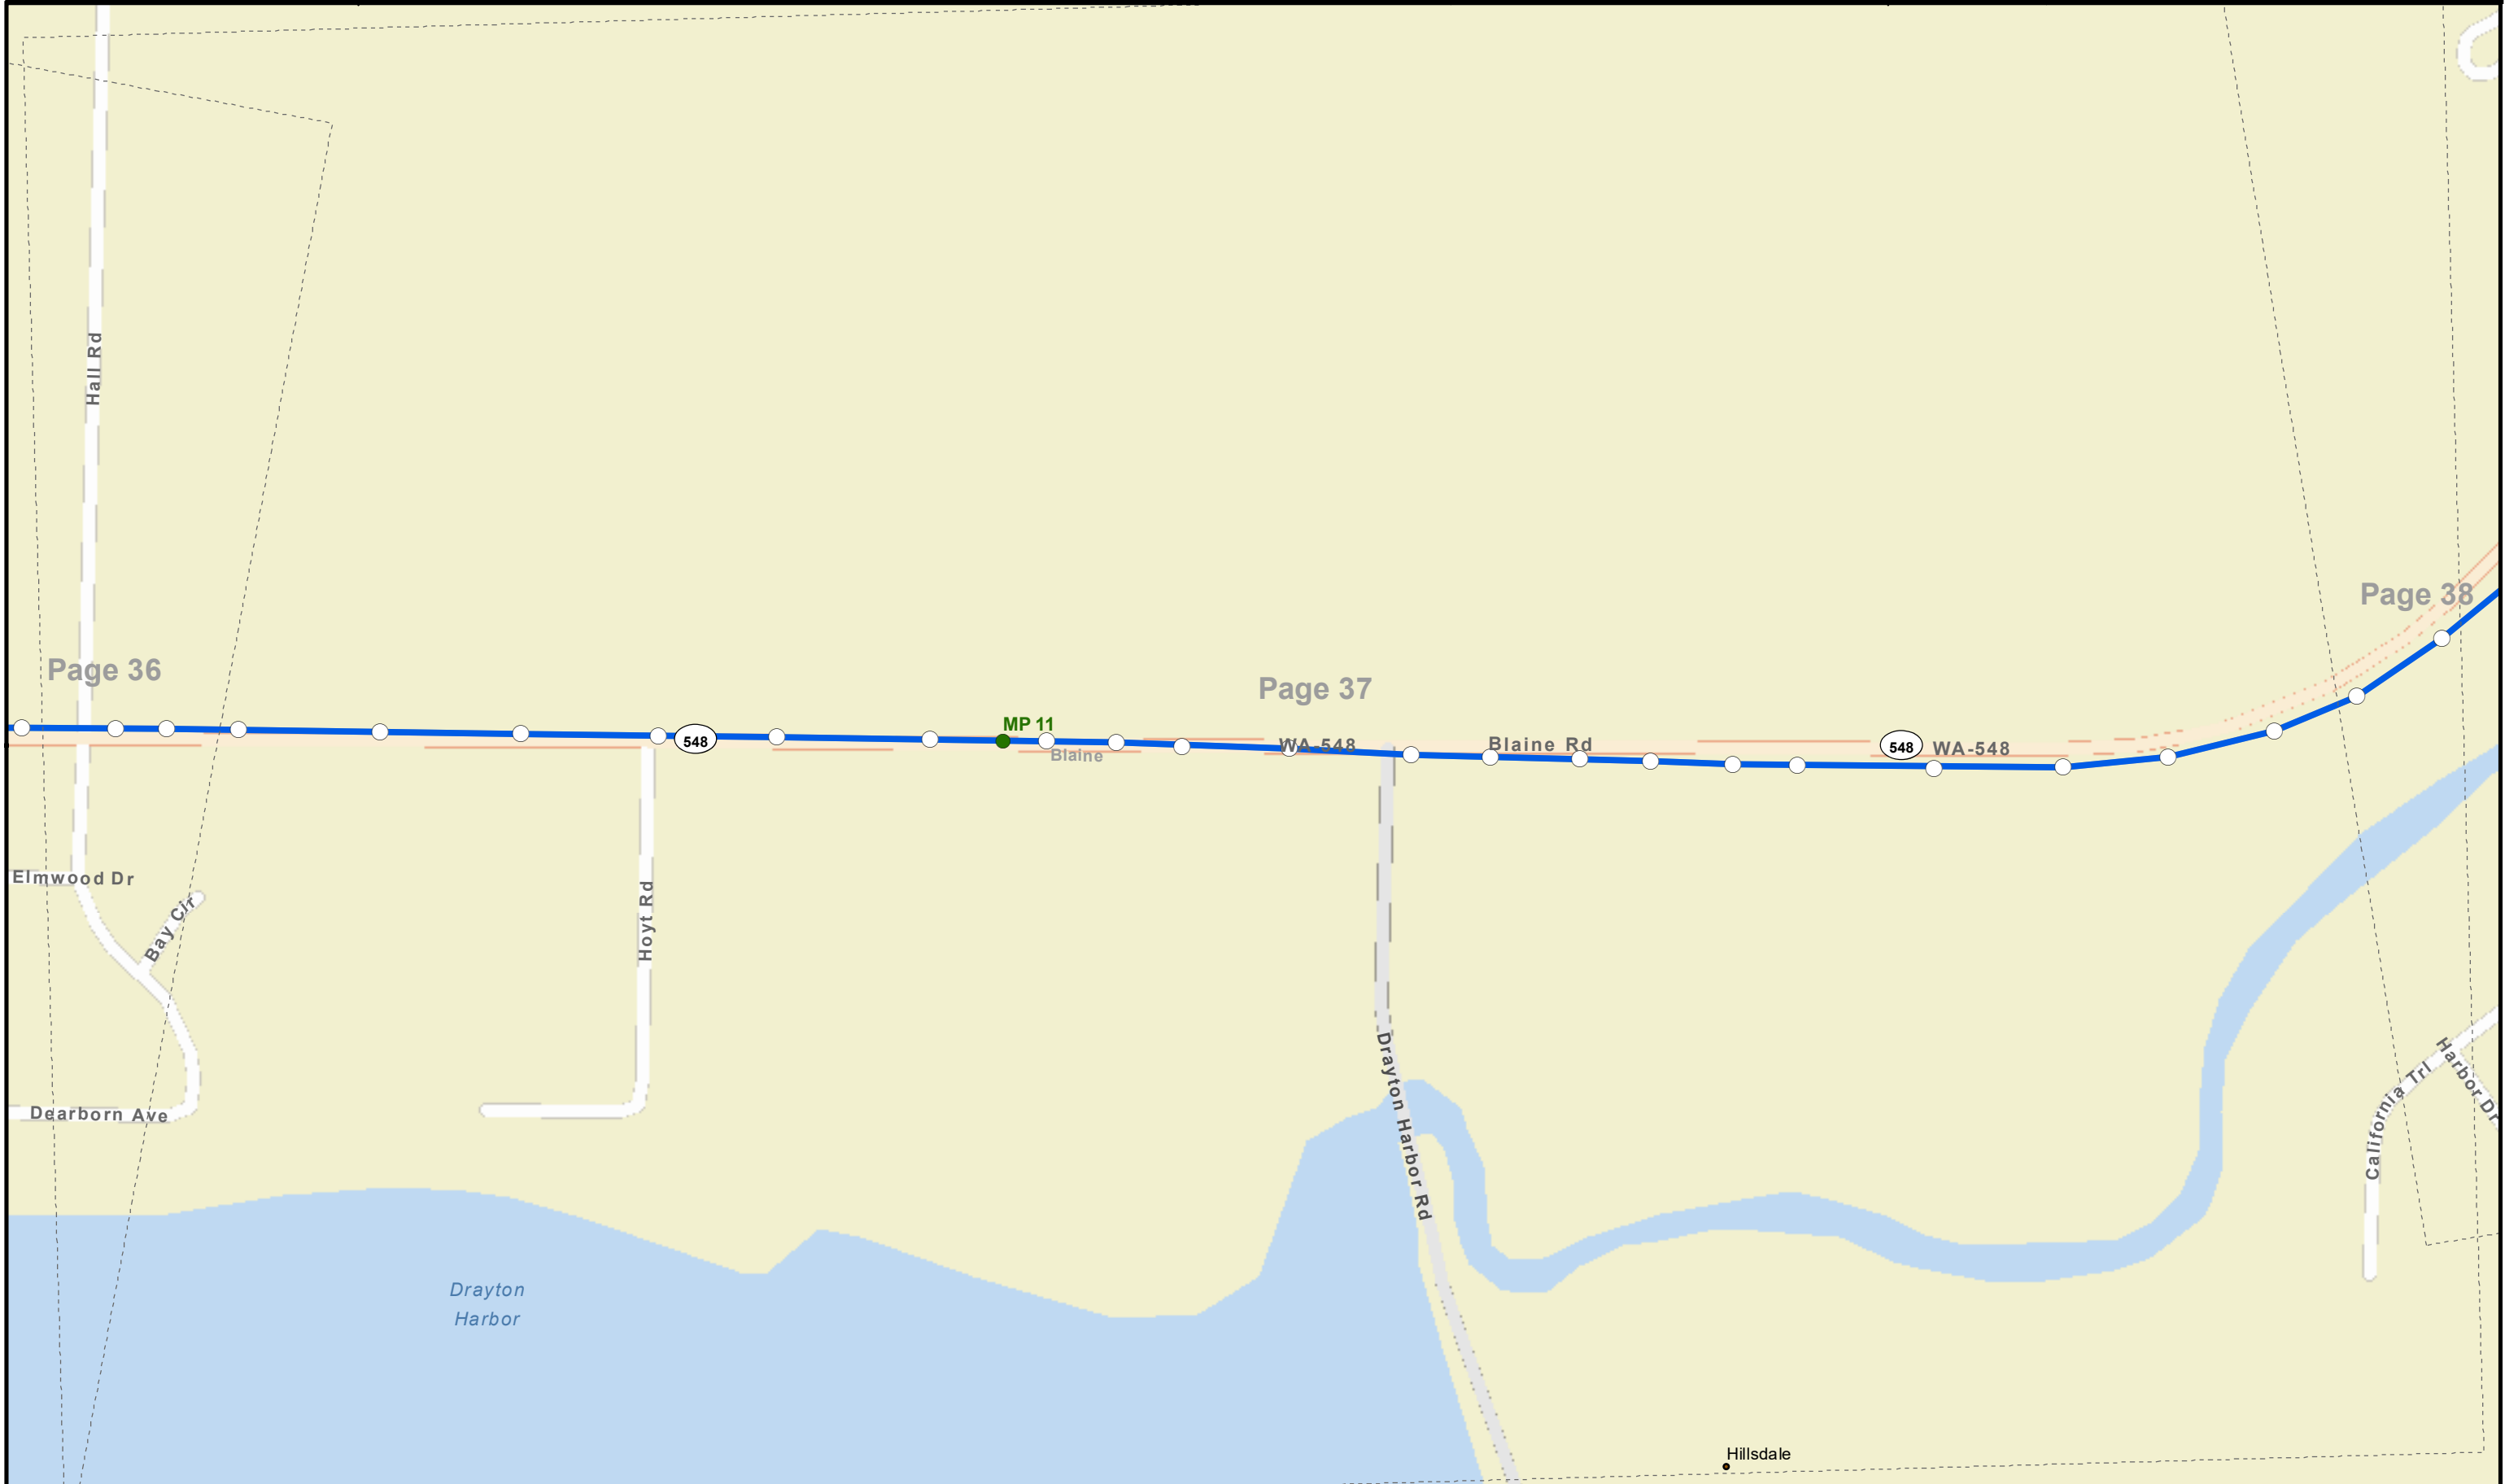 Hall Rd
Page 38
Page 36
Page 37
MP 11
548
WA-548
Blaine Rd
548
WA-548
Blaine
Elmwood Dr
Bay Cir
Hoyt Rd
Drayton Harbor Rd
California Trl
Harbor Dr
Dearborn Ave
Drayton
Harbor
Hillsdale